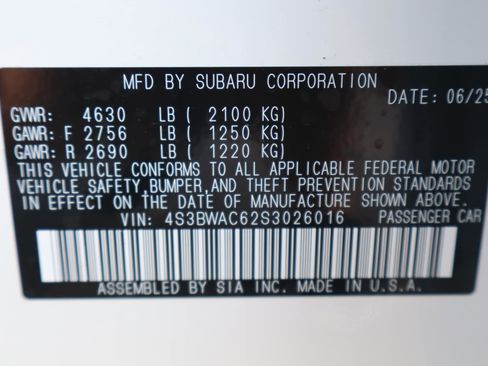 MFD BY SUBARU CORPORATION
DATE: 06/25
GVWR: 4630 LB ( 2100 KG)
GAWR: F 2756 LB ( 1250 KG)
GAWR: R 2690 LB ( 1220 KG)
THIS VEHICLE CONFORMS TO ALL APPLICABLE FEDERAL MOTOR
VEHICLE SAFETY,BUMPER,AND THEFT PREVENTION STANDARDS
IN EFFECT ON THE DATE OF MANUFACTURE SHOWN ABOVE.
VIN: 4S3BWAC62S3026016 PASSENGER CAR
ASSEMBLED BY SIA INC. MADE IN U.S.A.